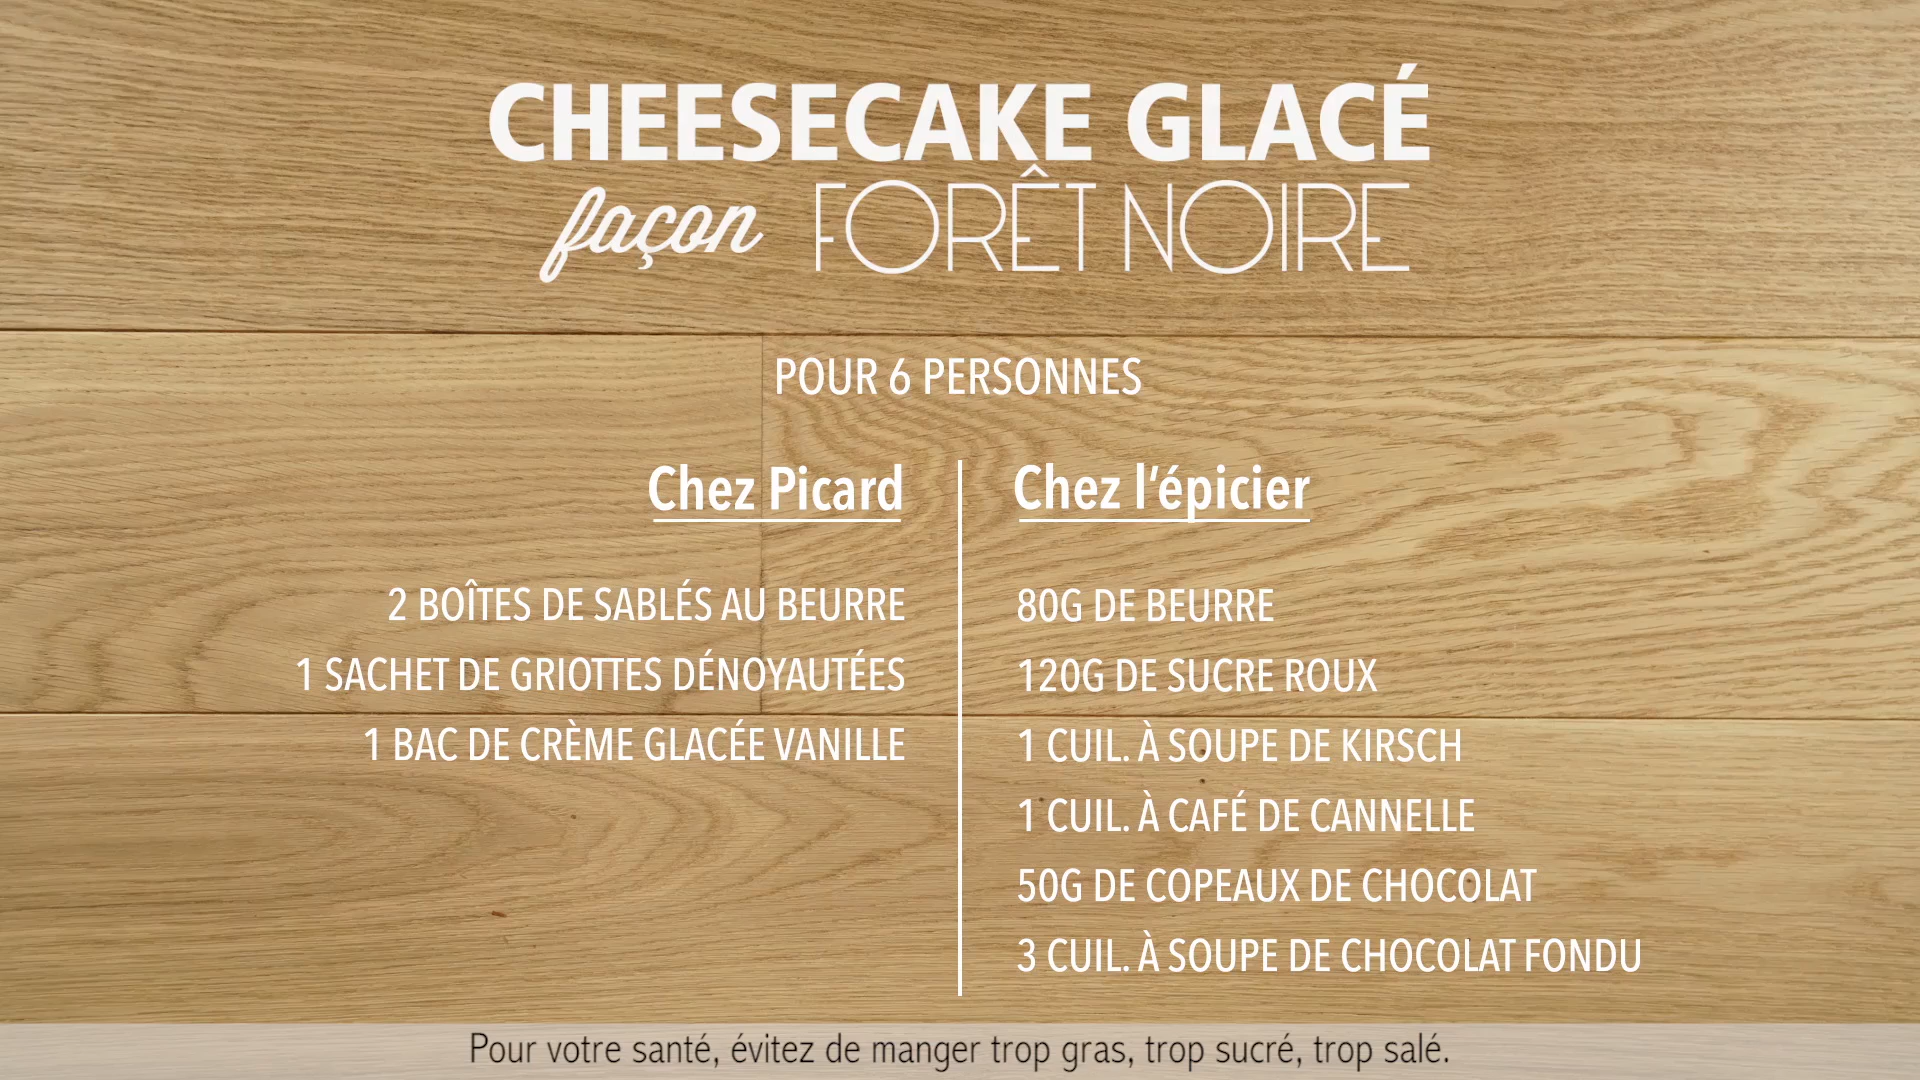 CHEESECAKE GLACÉ
façon FORÊT NOIRE
POUR 6 PERSONNES
Chez Picard
2 BOÎTES DE SABLÉS AU BEURRE
1 SACHET DE GRIOTTES DÉNOYAUTÉES
1 BAC DE CRÈME GLACÉE VANILLE
Chez l'épicier
80G DE BEURRE
120G DE SUCRE ROUX
1 CUIL. À SOUPE DE KIRSCH
1 CUIL. À CAFÉ DE CANNELLE
50G DE COPEAUX DE CHOCOLAT
3 CUIL. À SOUPE DE CHOCOLAT FONDU
Pour votre santé, évitez de manger trop gras, trop sucré, trop salé.